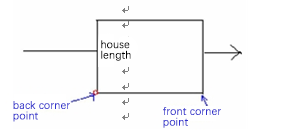 house
length
back corner
point
front corner
point